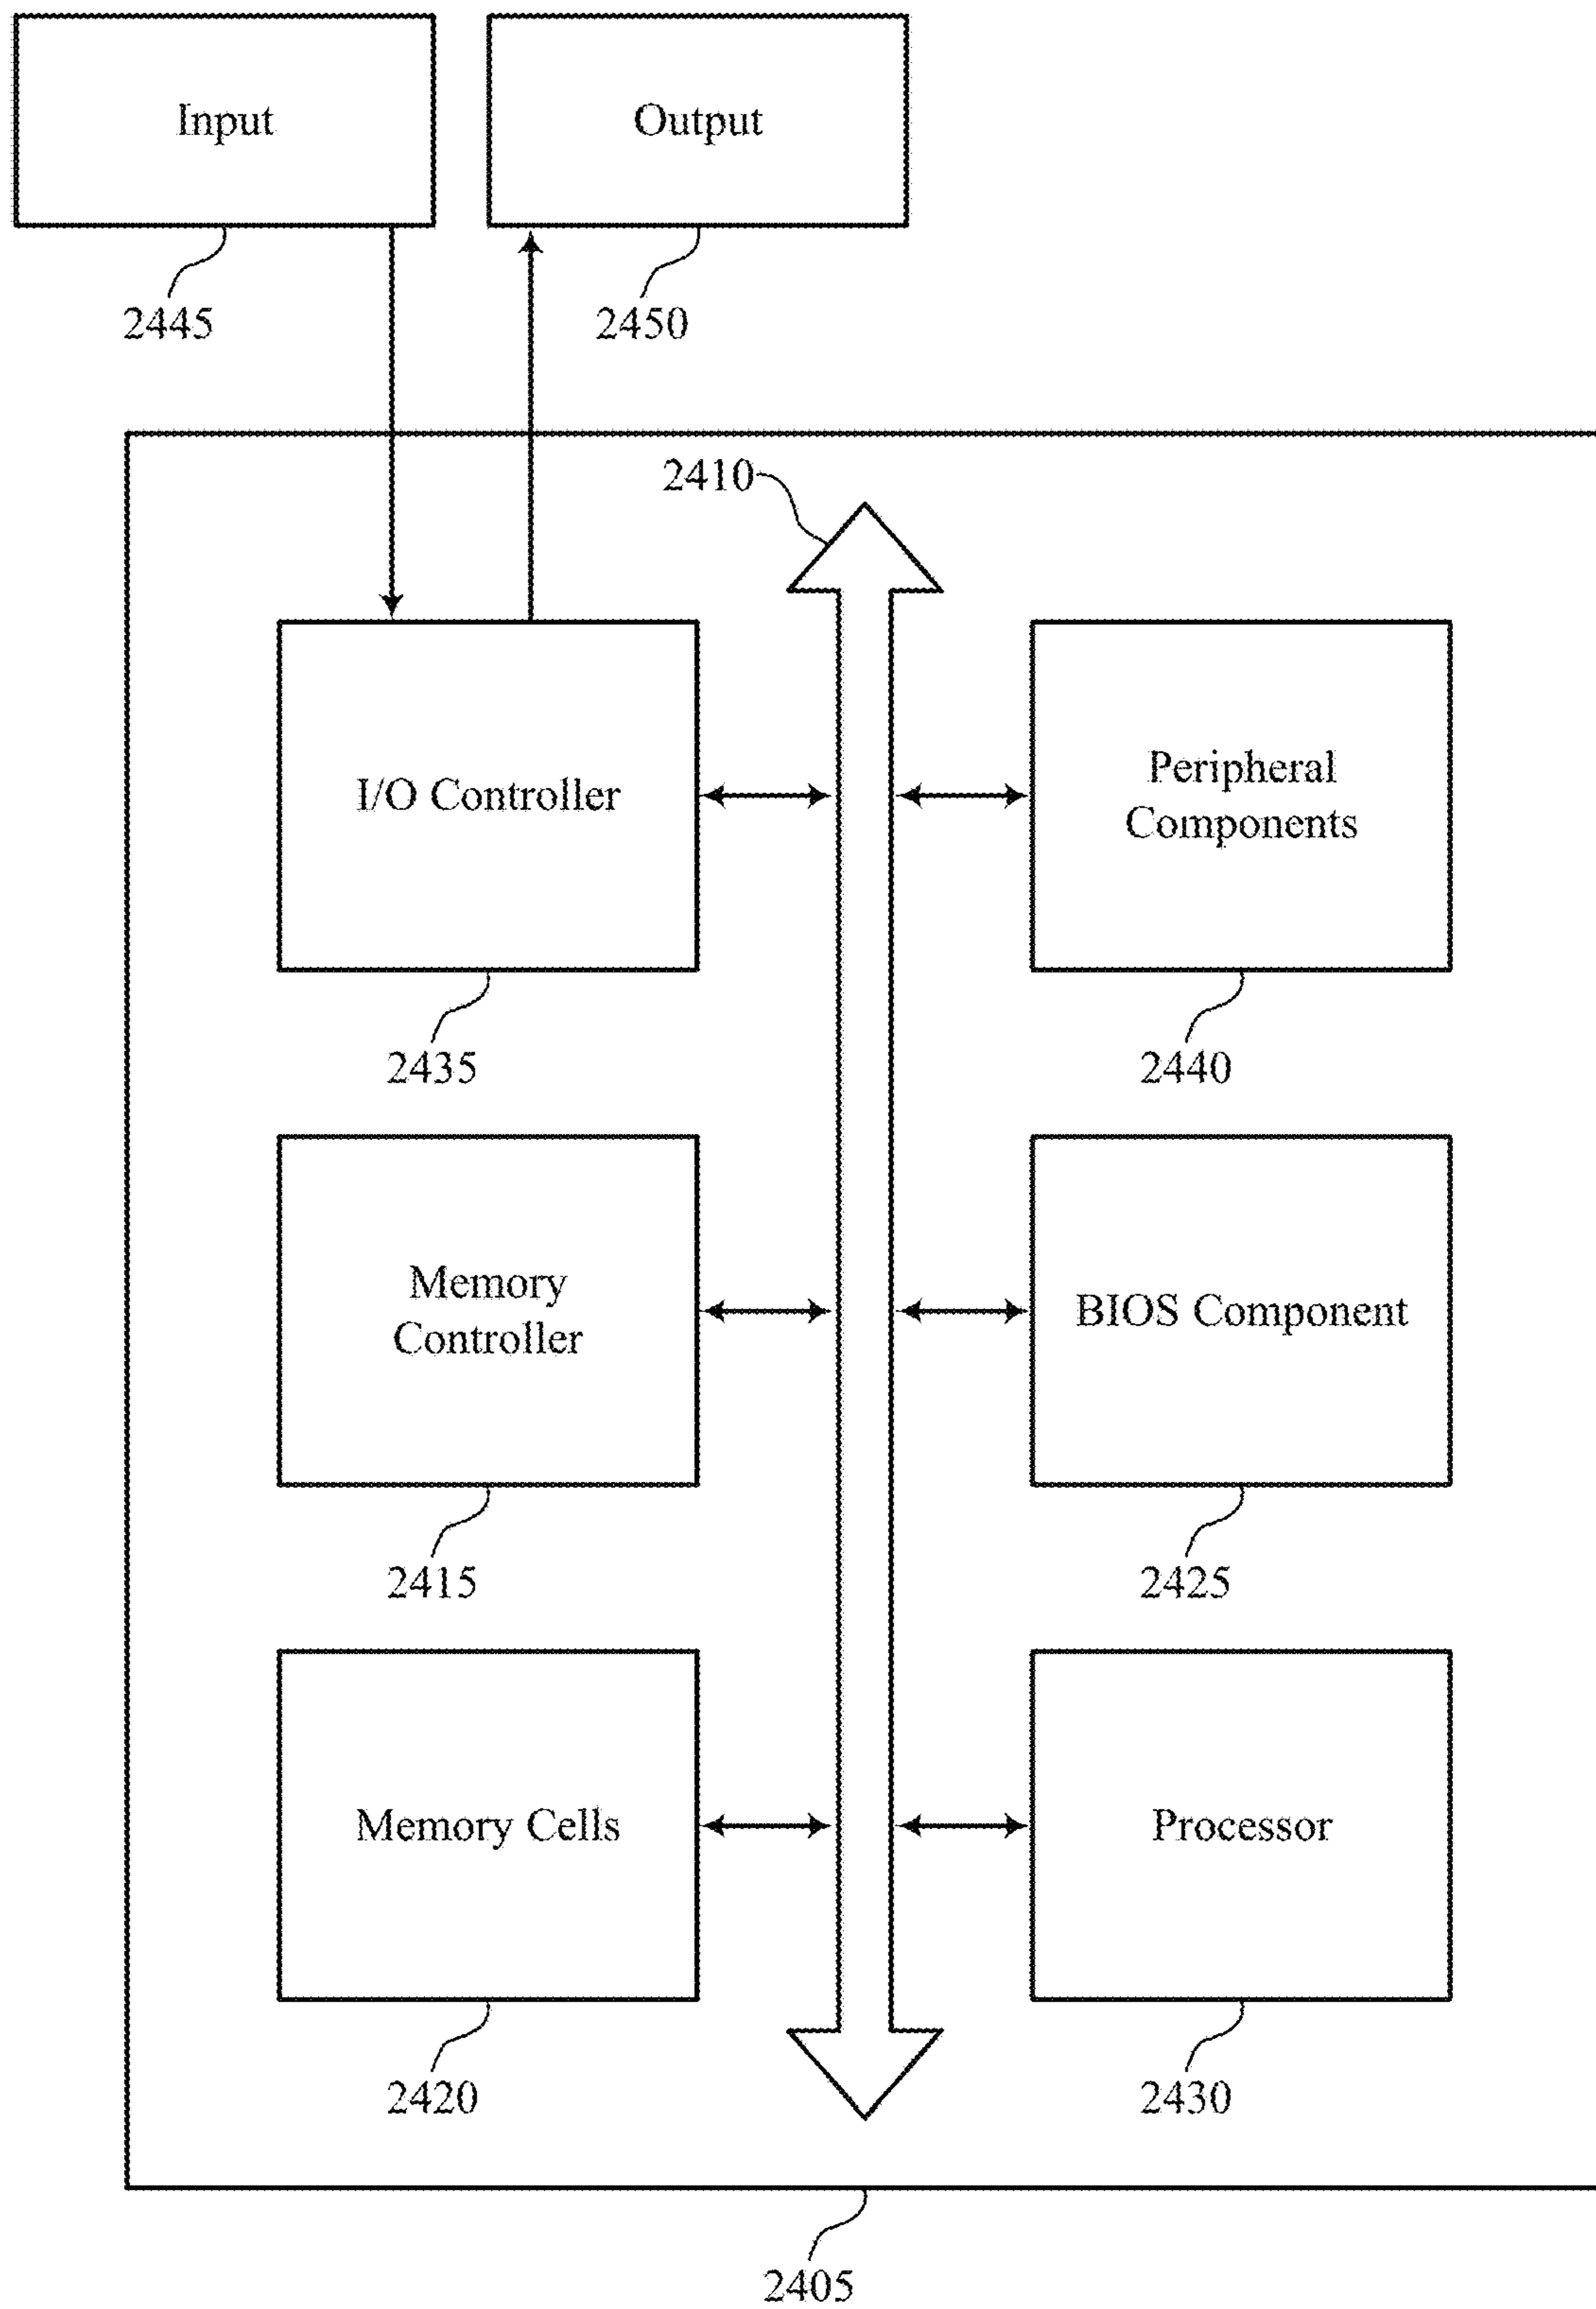 Input
Output
2445
2450
2410
I/O Controller
Peripheral
Components
2435
2440
Memory
Controller
BIOS Component
2415
2425
Memory Cells
Processor
2420
2430
2405